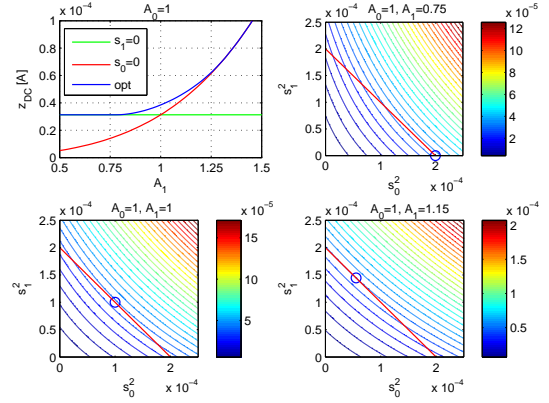 x 10^-4
A_0=1
1
0.8
0.6
0.4
0.2
0
z_DC [A]
s_1=0
s_0=0
opt
0.5 0.75 1 1.25 1.5
A_1
x 10^-4
A_0=1, A_1=0.75
2.5
2
1.5
1
0.5
0
s_1^2
0 1 2
s_0^2
x 10^-4
x 10^-5
12
10
8
6
4
2
x 10^-4
A_0=1, A_1=1
2.5
2
1.5
1
0.5
0
s_1^2
0 1 2
s_0^2
x 10^-4
x 10^-5
15
10
5
x 10^-4
A_0=1, A_1=1.15
2.5
2
1.5
1
0.5
0
s_1^2
0 1 2
s_0^2
x 10^-4
x 10^-4
2
1.5
1
0.5